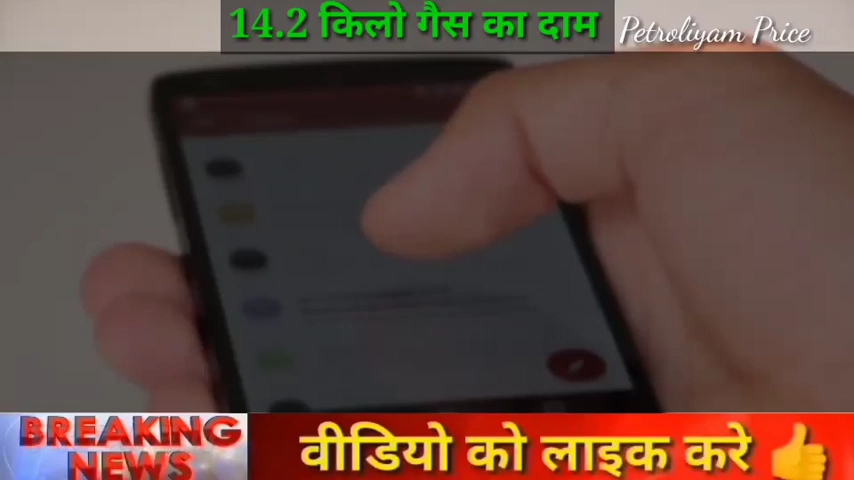 14.2 किलो गैस का दाम
Petroliyam Price
BREAKING
NEWS
वीडियो को लाइक करे